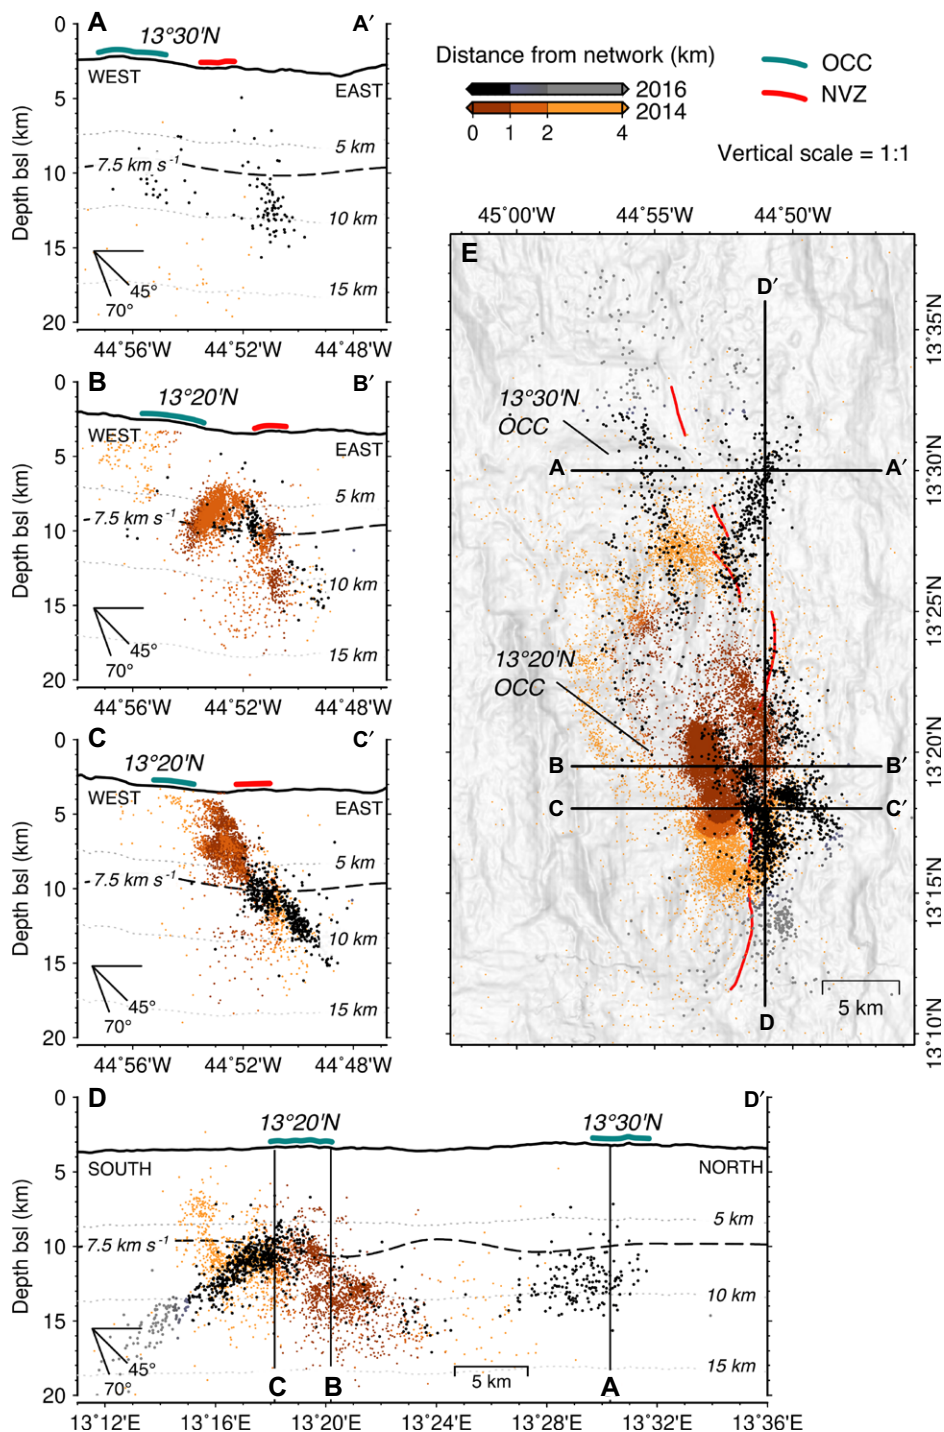 A
13°30'N
A′
WEST
EAST
0
5
10
15
20
Depth bsl (km)
5 km
7.5 km s⁻¹
10 km
15 km
45°
70°
44˚56'W
44˚52'W
44˚48'W
B
13°20'N
B′
WEST
EAST
0
5
10
15
20
Depth bsl (km)
5 km
7.5 km s⁻¹
10 km
15 km
45°
70°
44˚56'W
44˚52'W
44˚48'W
C
13°20'N
C′
WEST
EAST
0
5
10
15
20
Depth bsl (km)
5 km
7.5 km s⁻¹
10 km
15 km
45°
70°
44˚56'W
44˚52'W
44˚48'W
Distance from network (km)
2016
2014
0 1 2 4
OCC
NVZ
Vertical scale = 1:1
45˚00'W
44˚55'W
44˚50'W
E
D′
13°30'N
OCC
A
A′
13°20'N
OCC
B
B′
C
C′
5 km
D
13˚35'N
13˚30'N
13˚25'N
13˚20'N
13˚15'N
13˚10'N
D
13°20'N
13°30'N
D′
SOUTH
NORTH
0
5
10
15
20
Depth bsl (km)
5 km
7.5 km s⁻¹
10 km
15 km
45°
70°
5 km
C
B
A
13˚12'E
13˚16'E
13˚20'E
13˚24'E
13˚28'E
13˚32'E
13˚36'E